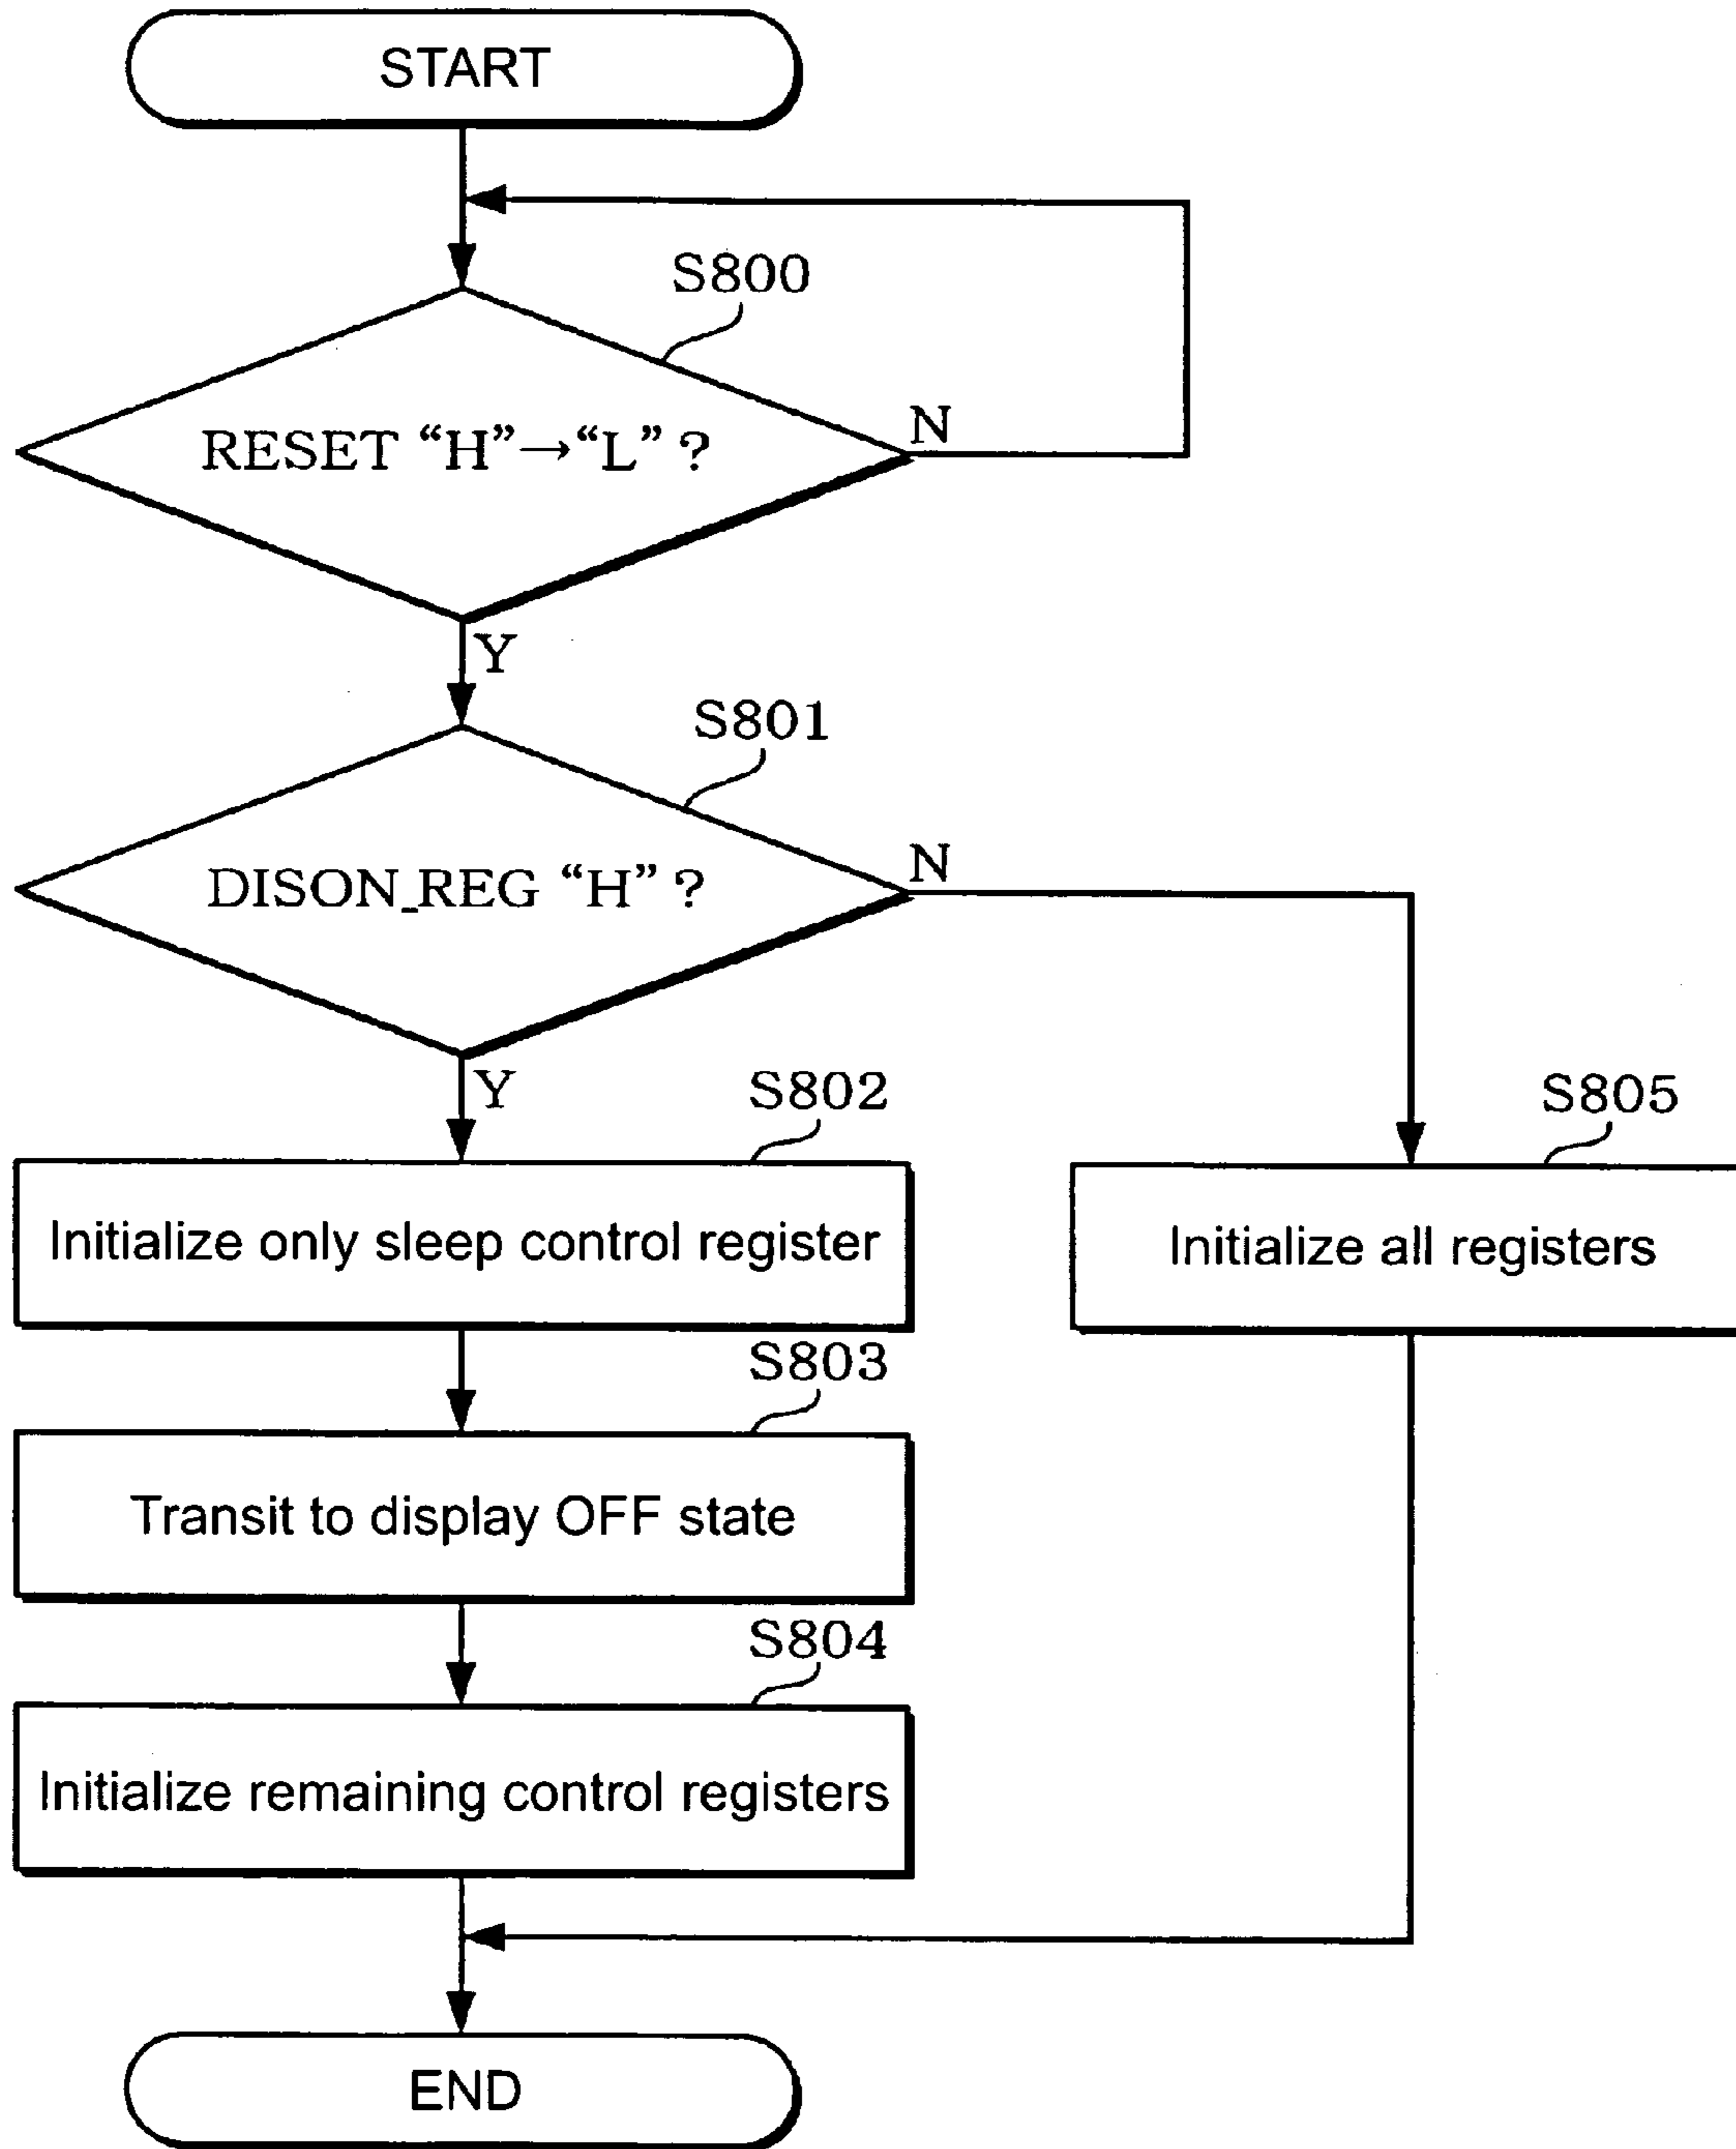 START
S800
RESET “H”→“L” ?
N
Y
S801
DISON_REG “H” ?
N
Y
S802
S805
Initialize only sleep control register
Initialize all registers
S803
Transit to display OFF state
S804
Initialize remaining control registers
END